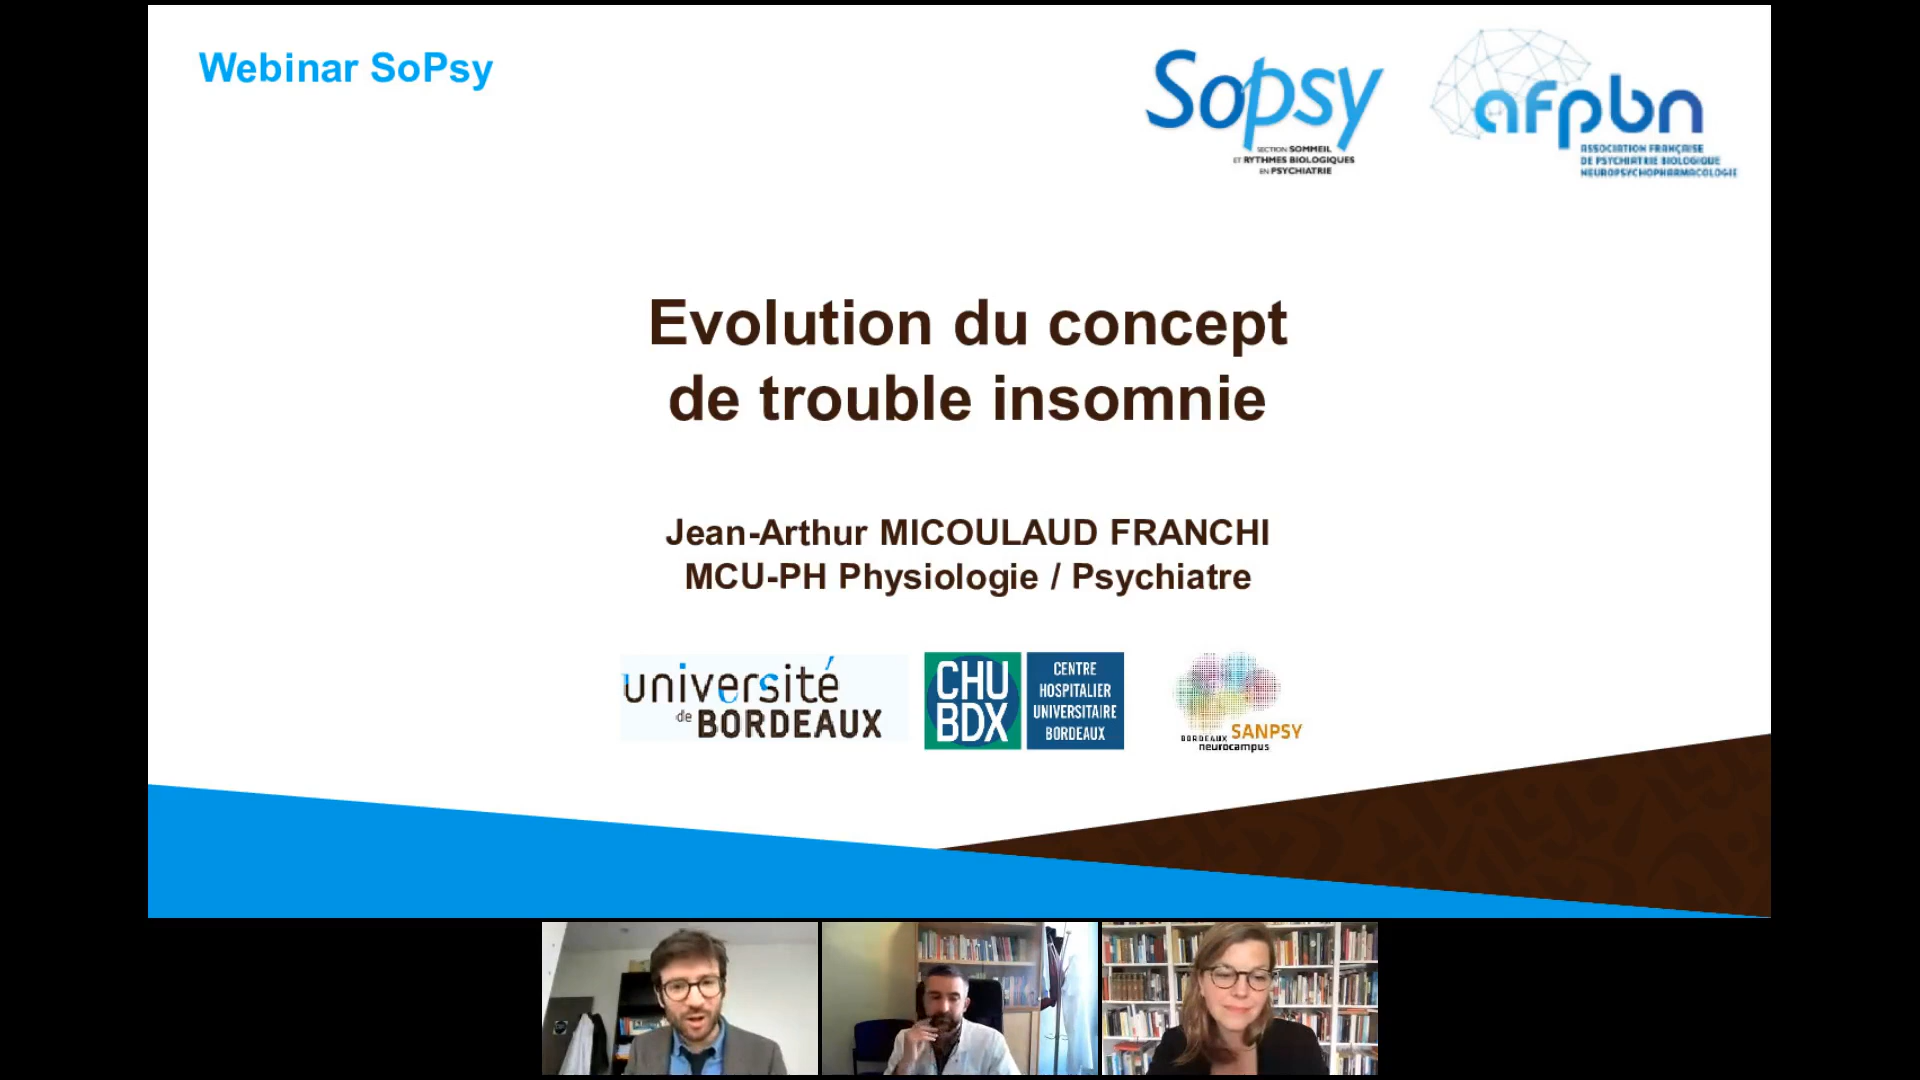 Webinar SoPsy
Sopsy
SECTION SOMMEIL
ET RYTHMES BIOLOGIQUES
EN PSYCHIATRIE
afpbn
ASSOCIATION FRANÇAISE
DE PSYCHIATRIE BIOLOGIQUE
NEUROPSYCHOPHARMACOLOGIE
Evolution du concept
de trouble insomnie
Jean-Arthur MICOULAUD FRANCHI
MCU-PH Physiologie / Psychiatre
université
de BORDEAUX
CHU
BDX
CENTRE
HOSPITALIER
UNIVERSITAIRE
BORDEAUX
BORDEAUX SANPSY
neurocampus